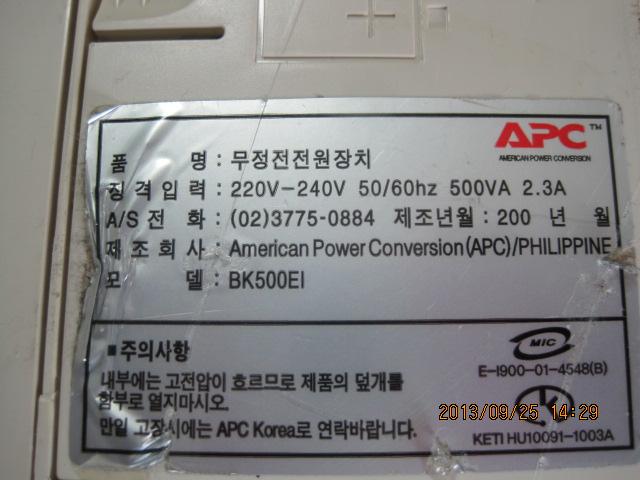 APC™
AMERICAN POWER CONVERSION
품 명 : 무정전전원장치
정격입력 : 220V-240V 50/60hz 500VA 2.3A
A/S 전 화 : (02)3775-0884 제조년월 : 200 년 월
제 조 회 사 : American Power Conversion(APC)/PHILIPPINE
모 델 : BK500EI
■주의사항
내부에는 고전압이 흐르므로 제품의 덮개를
함부로 열지마시오.
만일 고장시에는 APC Korea로 연락바랍니다.
MIC
E-I900-01-4548(B)
K
KETI HU10091-1003A
2013/09/25 14:29